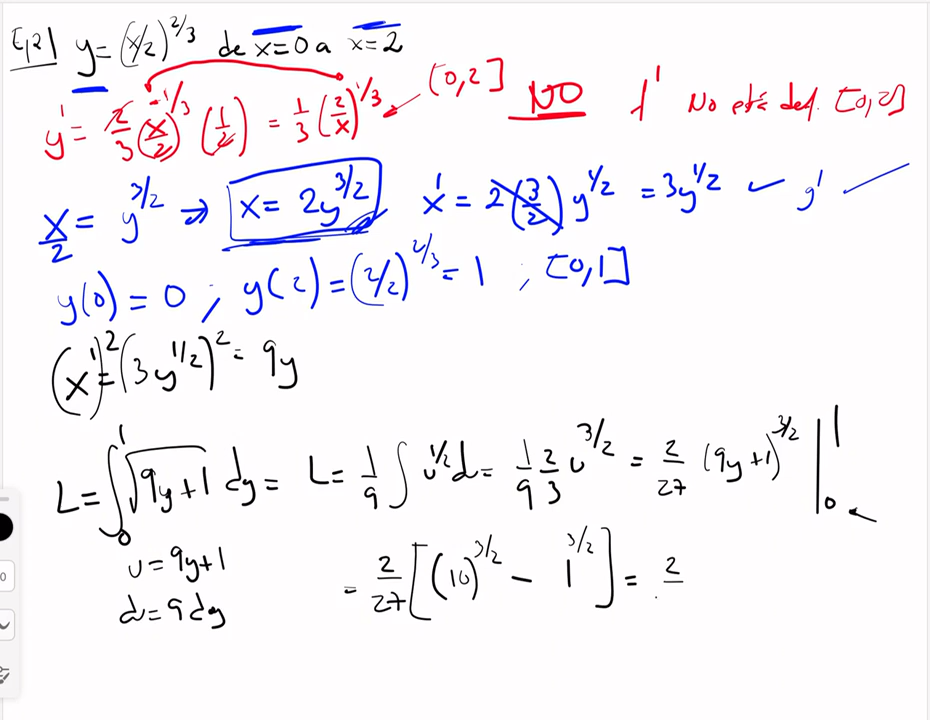 E,2] y = (x/2)^{2/3} de x=0 a x=2
y' = 2/3 (x/2)^{-1/3} (1/2) = 1/3 (2/x)^{1/3} [0,2] NO f' No está def. [0,2]
x/2 = y^{3/2} ⇒ x = 2y^{3/2} x' = 2(3/2) y^{1/2} = 3y^{1/2} ✓ y' ✓
y(0) = 0 ; y(2) = (2/2)^{2/3} = 1 ; [0,1]
(x')^2 = (3y^{1/2})^2 = 9y
L = ∫_0^1 √(9y+1) dy = L = 1/9 ∫ u^{1/2} d = 1/9 2/3 u^{3/2} = 2/27 (9y+1)^{3/2} |_0^1
u = 9y+1 = 2/27 [(10)^{3/2} − 1^{3/2}] = 2
d = 9 dy